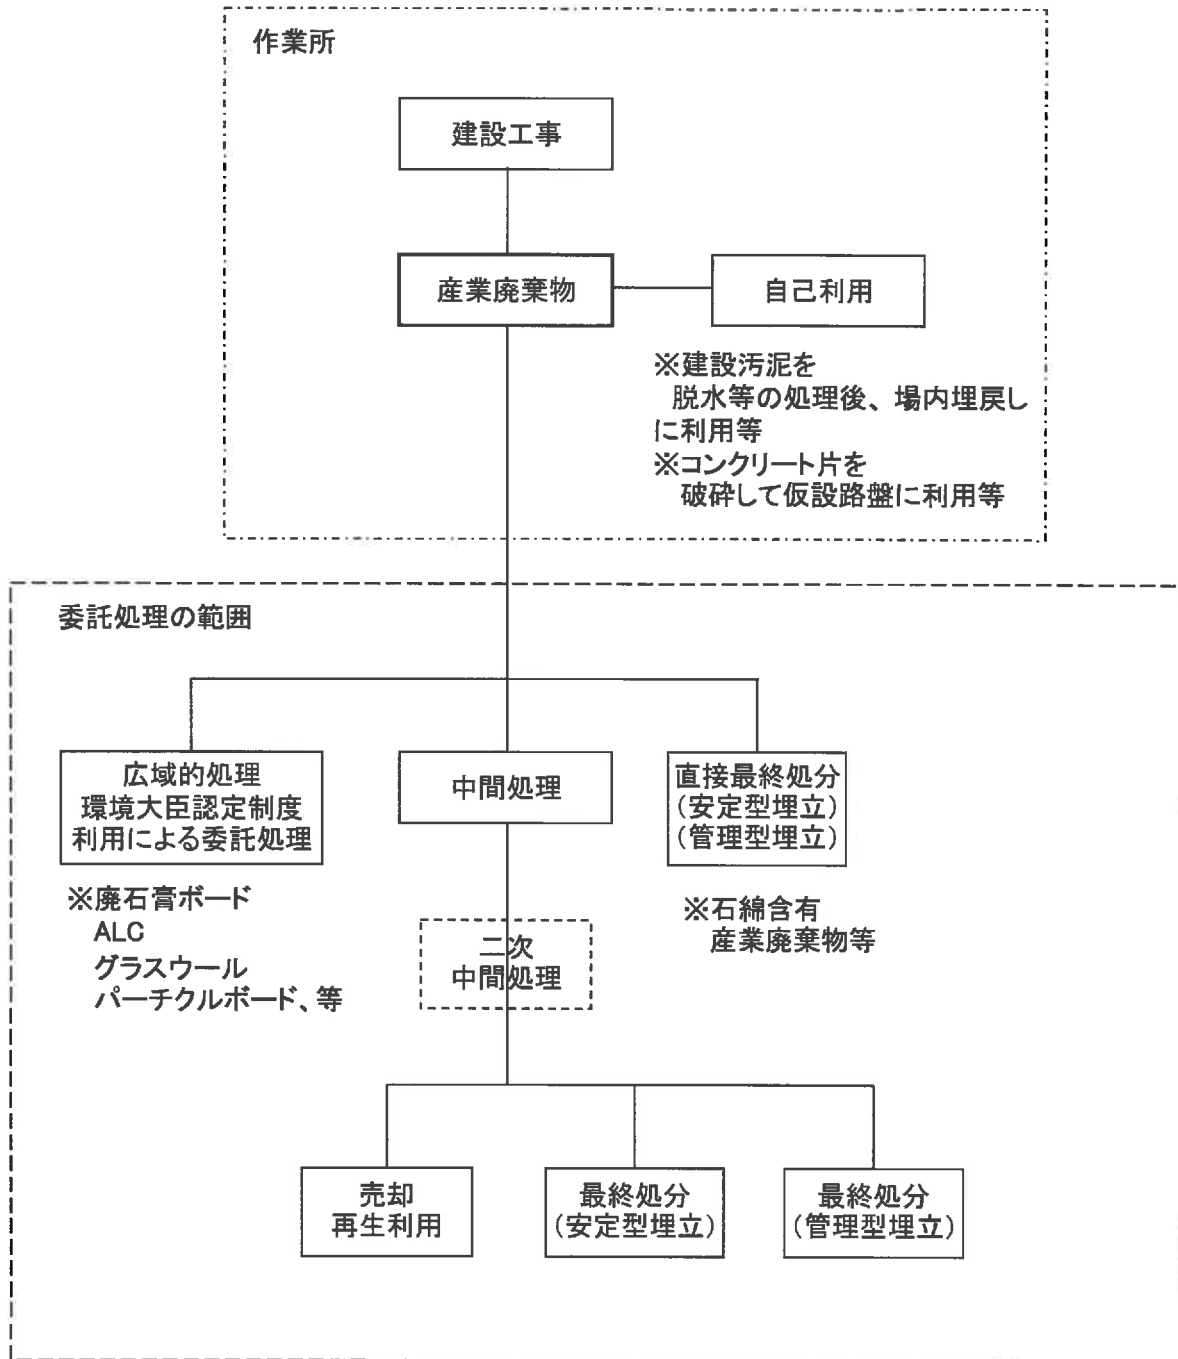 作業所
建設工事
産業廃棄物
自己利用
※建設汚泥を
脱水等の処理後、場内埋戻し
に利用等
※コンクリート片を
破砕して仮設路盤に利用等
委託処理の範囲
広域的処理
環境大臣認定制度
利用による委託処理
※廃石膏ボード
ALC
グラスウール
パーチクルボード、等
中間処理
直接最終処分
(安定型埋立)
(管理型埋立)
※石綿含有
産業廃棄物等
二次
中間処理
売却
再生利用
最終処分
(安定型埋立)
最終処分
(管理型埋立)